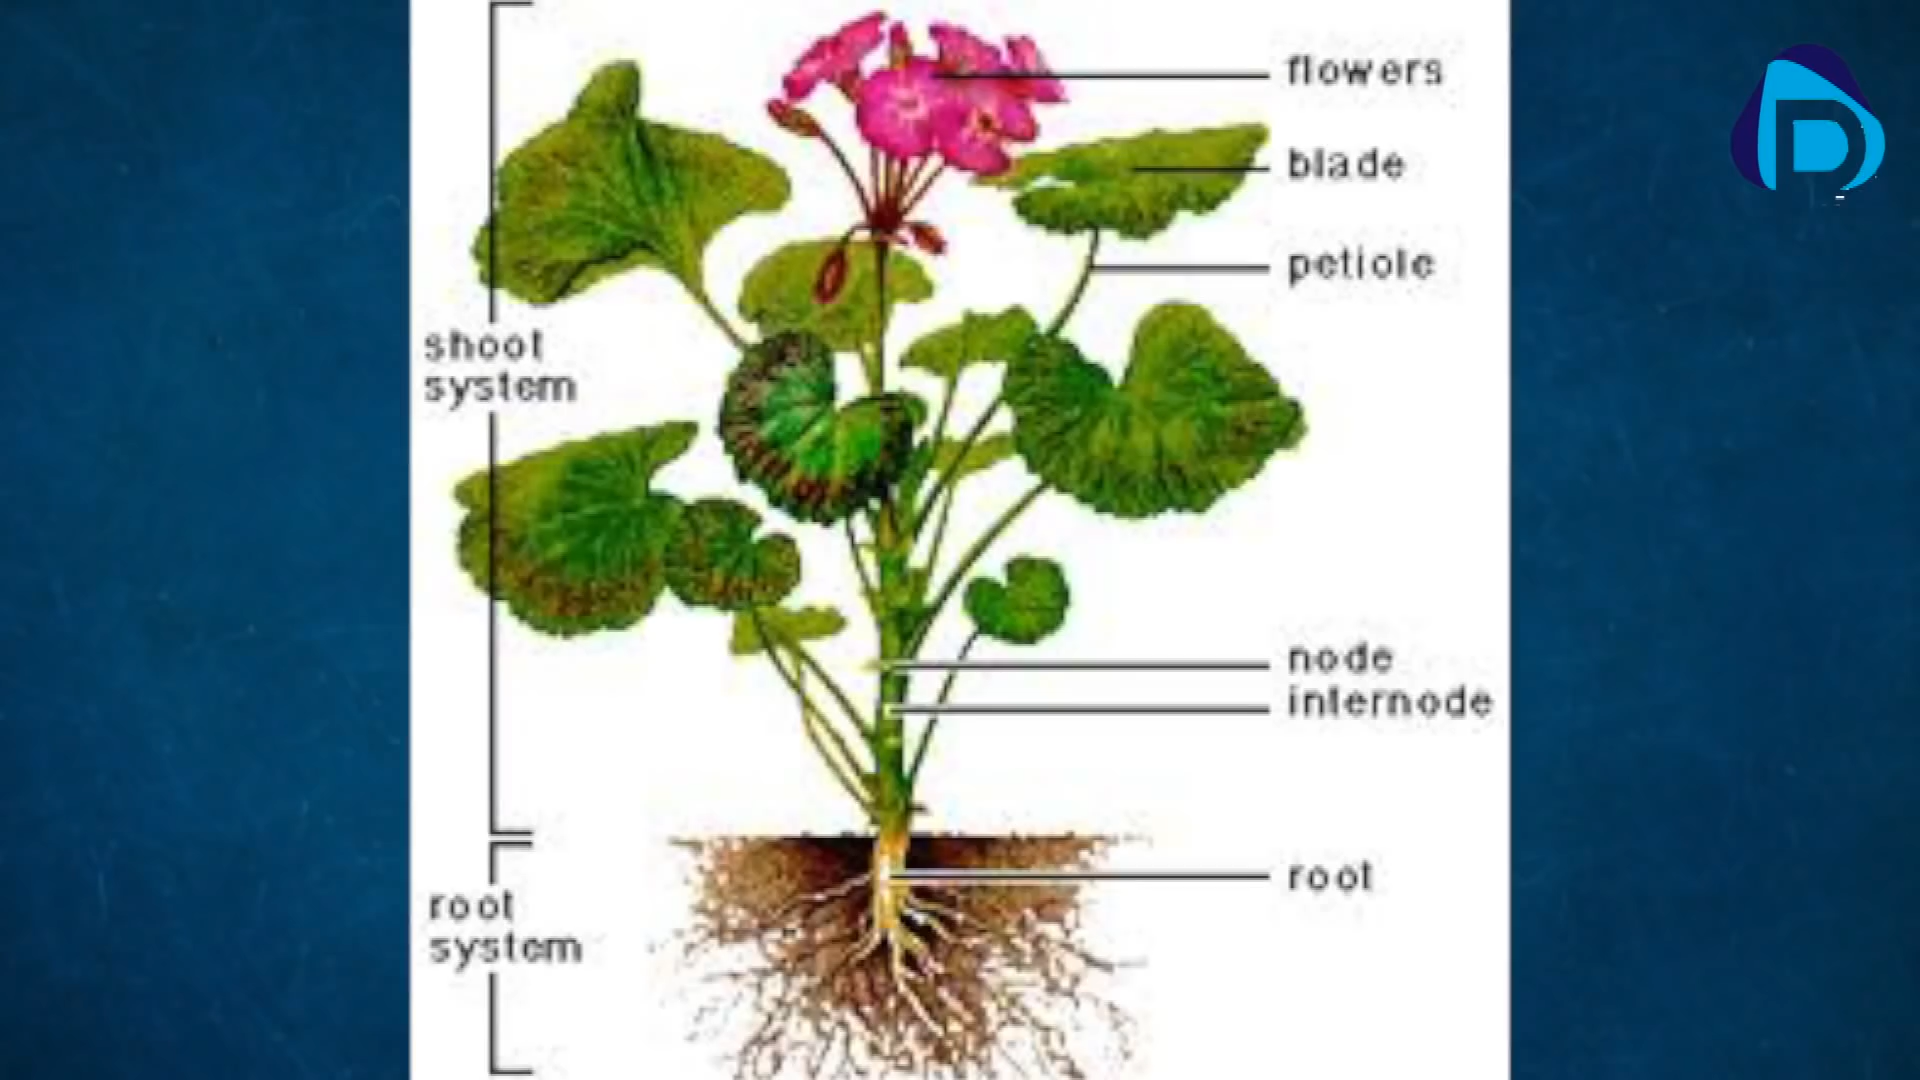 flowers
blade
petiole
shoot
system
node
internode
root
root
system